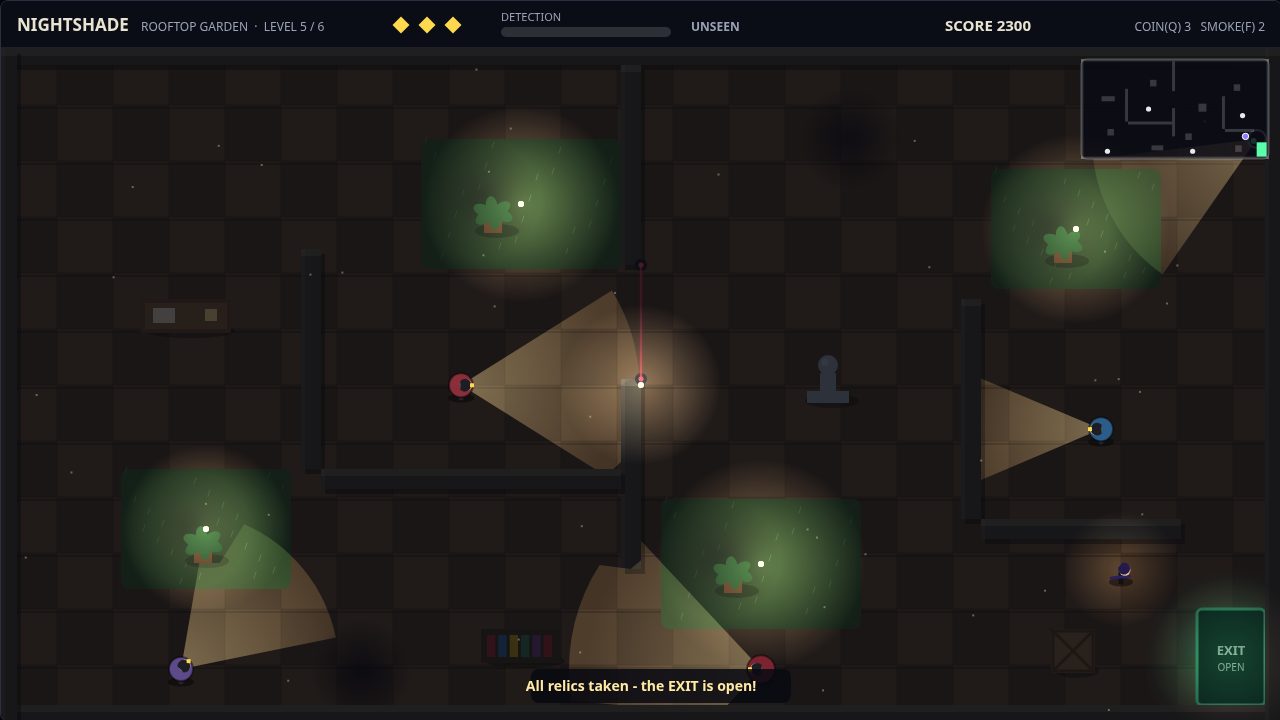 NIGHTSHADE ROOFTOP GARDEN · LEVEL 5 / 6
DETECTION
UNSEEN
SCORE 2300
COIN(Q) 3 SMOKE(F) 2
EXIT
OPEN
All relics taken - the EXIT is open!